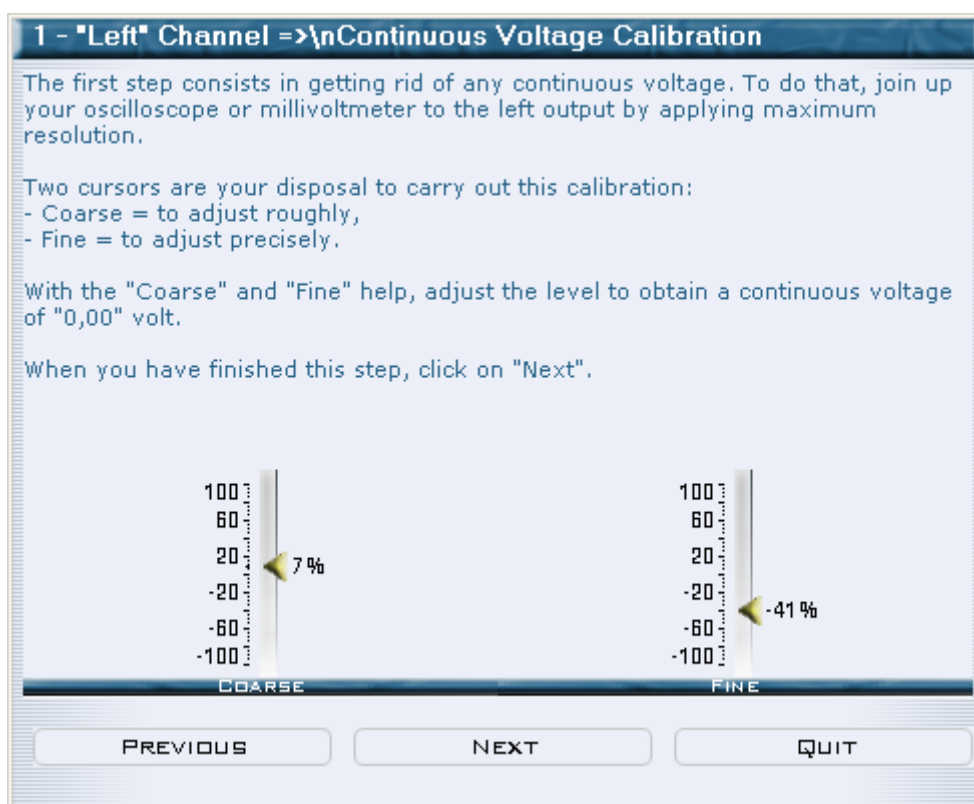 1 - "Left" Channel =>\nContinuous Voltage Calibration
The first step consists in getting rid of any continuous voltage. To do that, join up
your oscilloscope or millivoltmeter to the left output by applying maximum
resolution.
Two cursors are your disposal to carry out this calibration:
- Coarse = to adjust roughly,
- Fine = to adjust precisely.
With the "Coarse" and "Fine" help, adjust the level to obtain a continuous voltage
of "0,00" volt.
When you have finished this step, click on "Next".
100
60
20
-20
-60
-100
7 %
COARSE
100
60
20
-20
-60
-100
-41 %
FINE
PREVIOUS
NEXT
QUIT